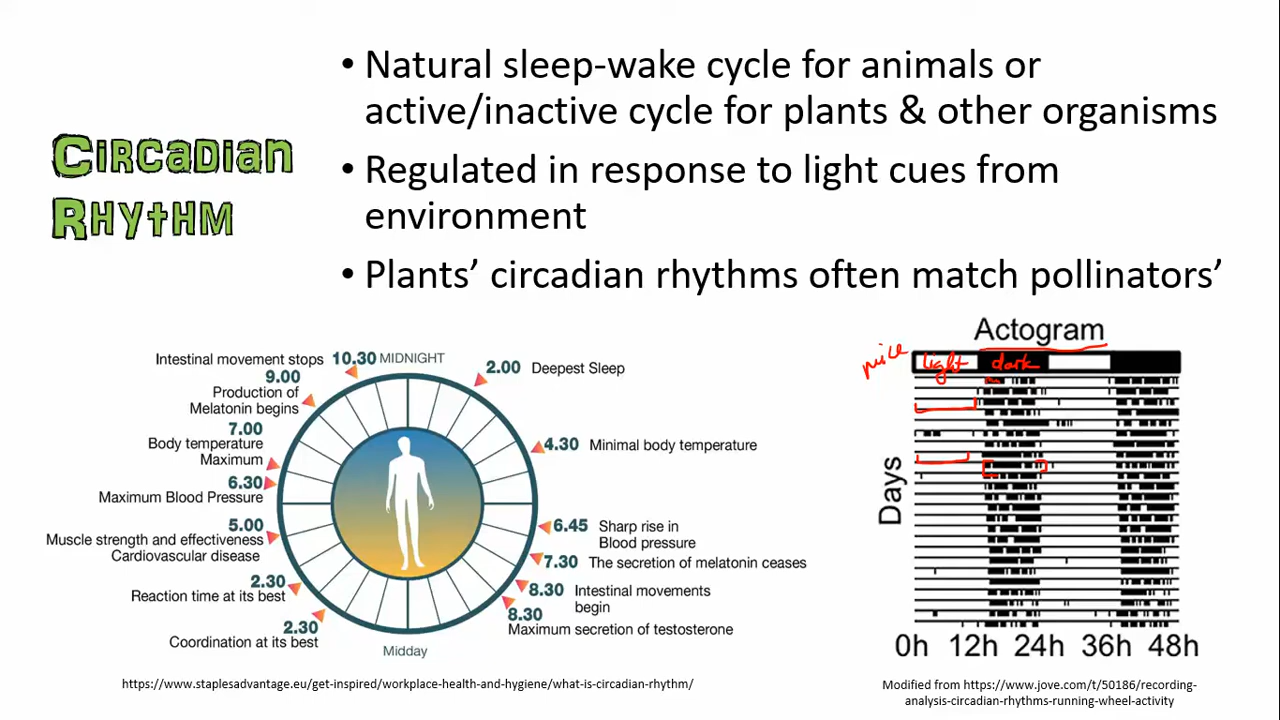 Circadian
Rhythm
• Natural sleep-wake cycle for animals or
active/inactive cycle for plants & other organisms
• Regulated in response to light cues from
environment
• Plants’ circadian rhythms often match pollinators’
10.30 MIDNIGHT
Intestinal movement stops
9.00
Production of
Melatonin begins
7.00
Body temperature
Maximum
6.30
Maximum Blood Pressure
5.00
Muscle strength and effectiveness
Cardiovascular disease
2.30
Reaction time at its best
2.30
Coordination at its best
2.00 Deepest Sleep
4.30 Minimal body temperature
6.45 Sharp rise in
Blood pressure
7.30 The secretion of melatonin ceases
8.30 Intestinal movements
begin
8.30
Maximum secretion of testosterone
Midday
https://www.staplesadvantage.eu/get-inspired/workplace-health-and-hygiene/what-is-circadian-rhythm/
Actogram
mice light dark
Days
0h 12h 24h 36h 48h
Modified from https://www.jove.com/t/50186/recording-
analysis-circadian-rhythms-running-wheel-activity